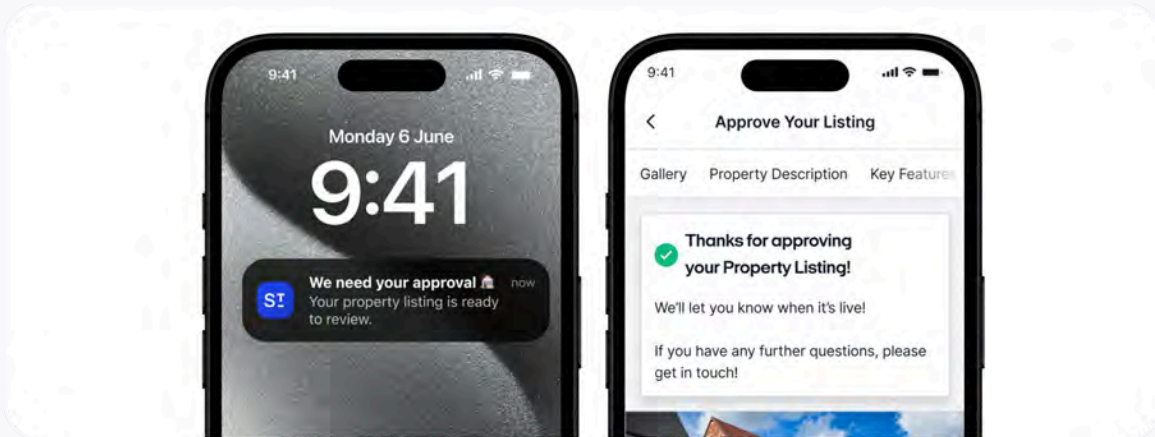 9:41
Monday 6 June
9:41
We need your approval now
Your property listing is ready
to review.
ST
9:41
Approve Your Listing
Gallery Property Description Key Features
Thanks for approving
your Property Listing!
We'll let you know when it's live!
If you have any further questions, please
get in touch!